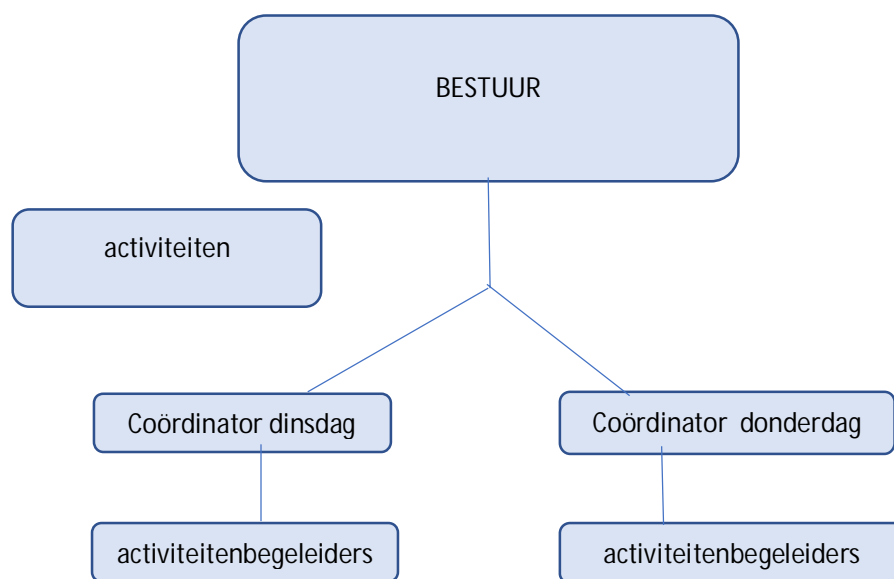 BESTUUR
activiteiten
Coördinator dinsdag
Coördinator donderdag
activiteitenbegeleiders
activiteitenbegeleiders